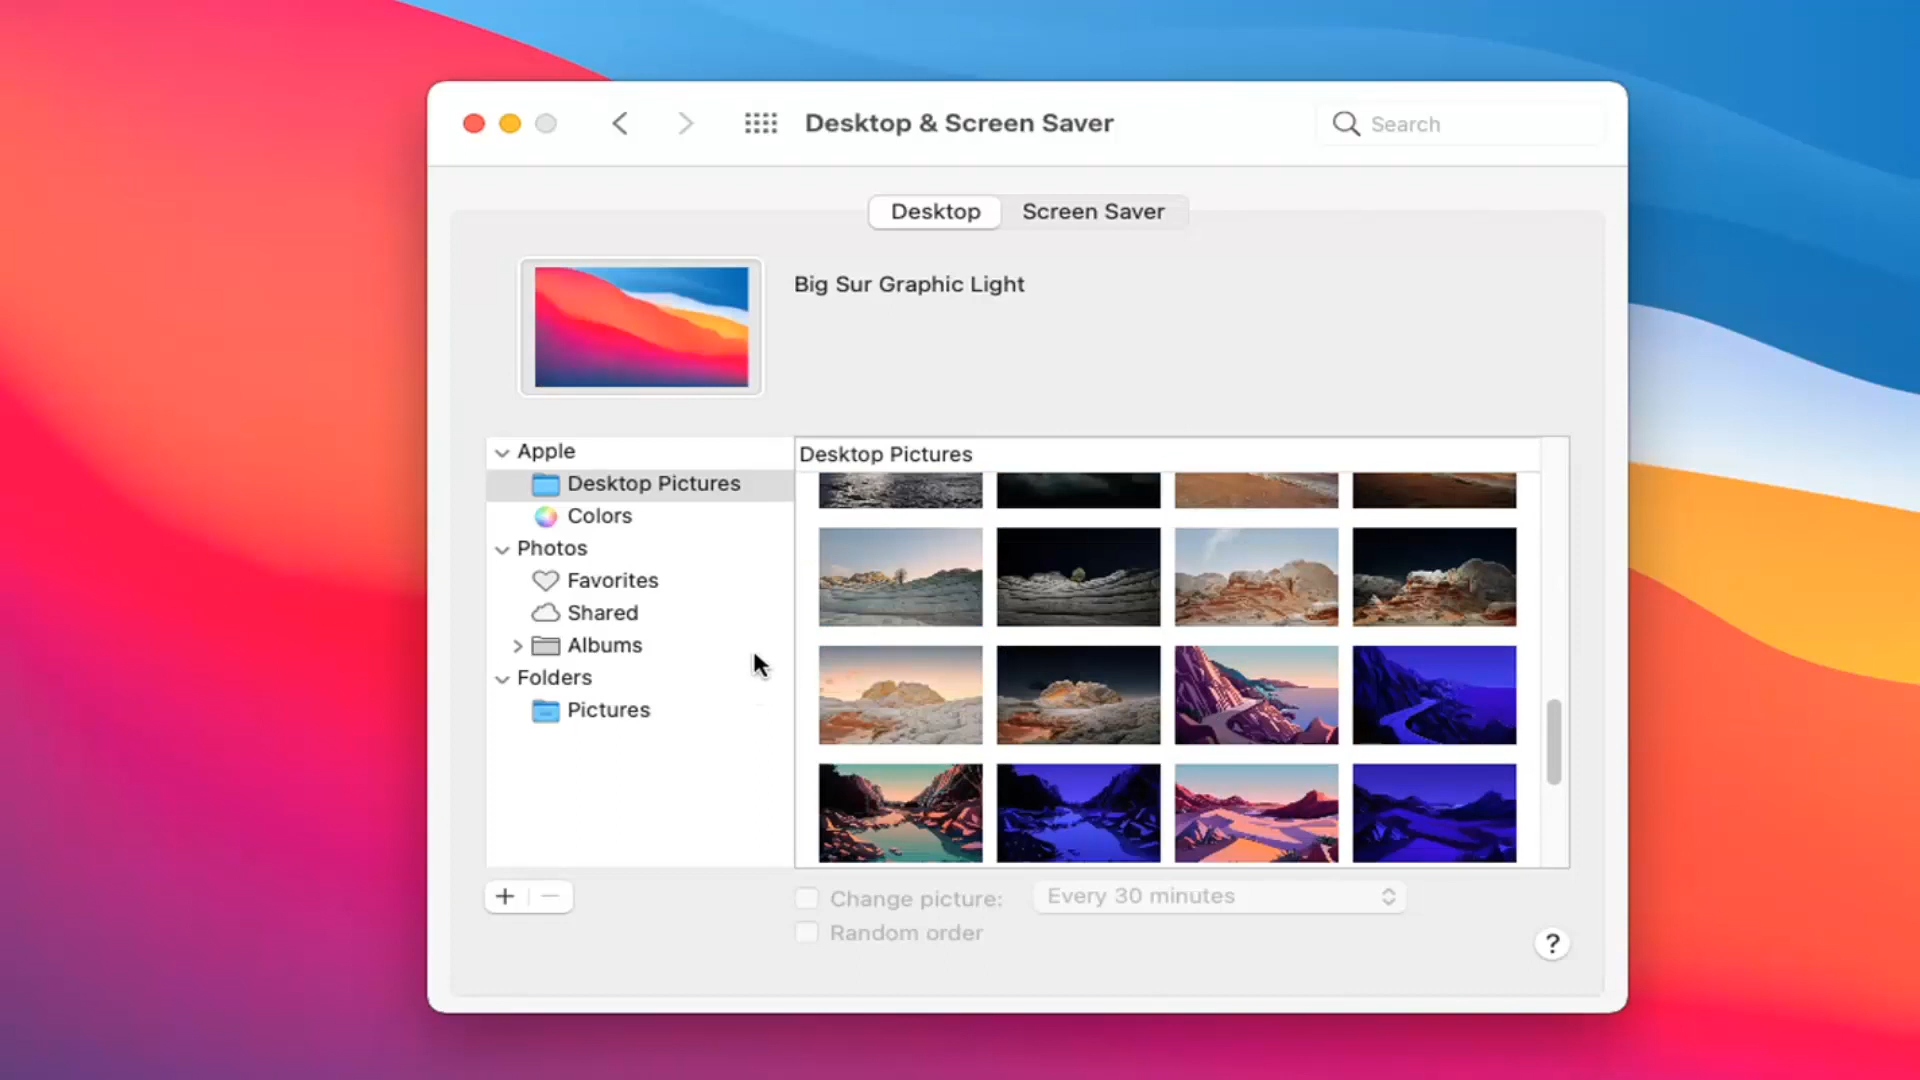 Desktop & Screen Saver
Search
Desktop
Screen Saver
Big Sur Graphic Light
Apple
Desktop Pictures
Colors
Photos
Favorites
Shared
Albums
Folders
Pictures
Desktop Pictures
+ −
Change picture:
Every 30 minutes
Random order
?